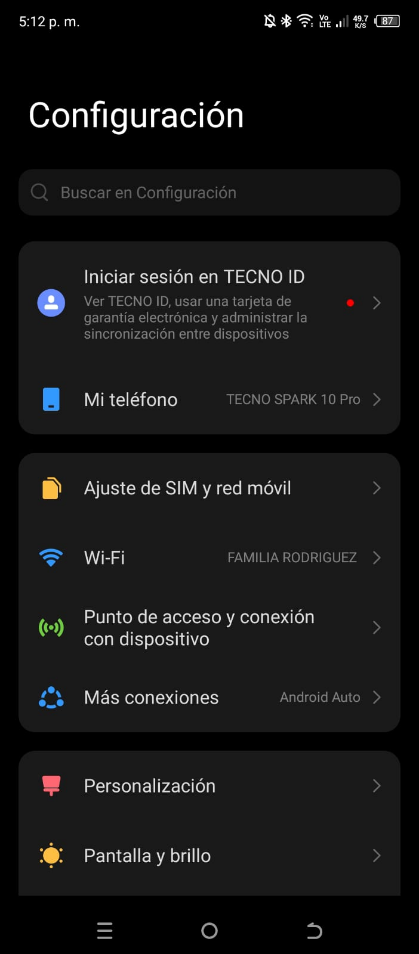 5:12 p. m.
Vo LTE
49.7 K/S
87
Configuración
Buscar en Configuración
Iniciar sesión en TECNO ID
Ver TECNO ID, usar una tarjeta de
garantía electrónica y administrar la
sincronización entre dispositivos
Mi teléfono
TECNO SPARK 10 Pro
Ajuste de SIM y red móvil
Wi-Fi
FAMILIA RODRIGUEZ
Punto de acceso y conexión
con dispositivo
Más conexiones
Android Auto
Personalización
Pantalla y brillo